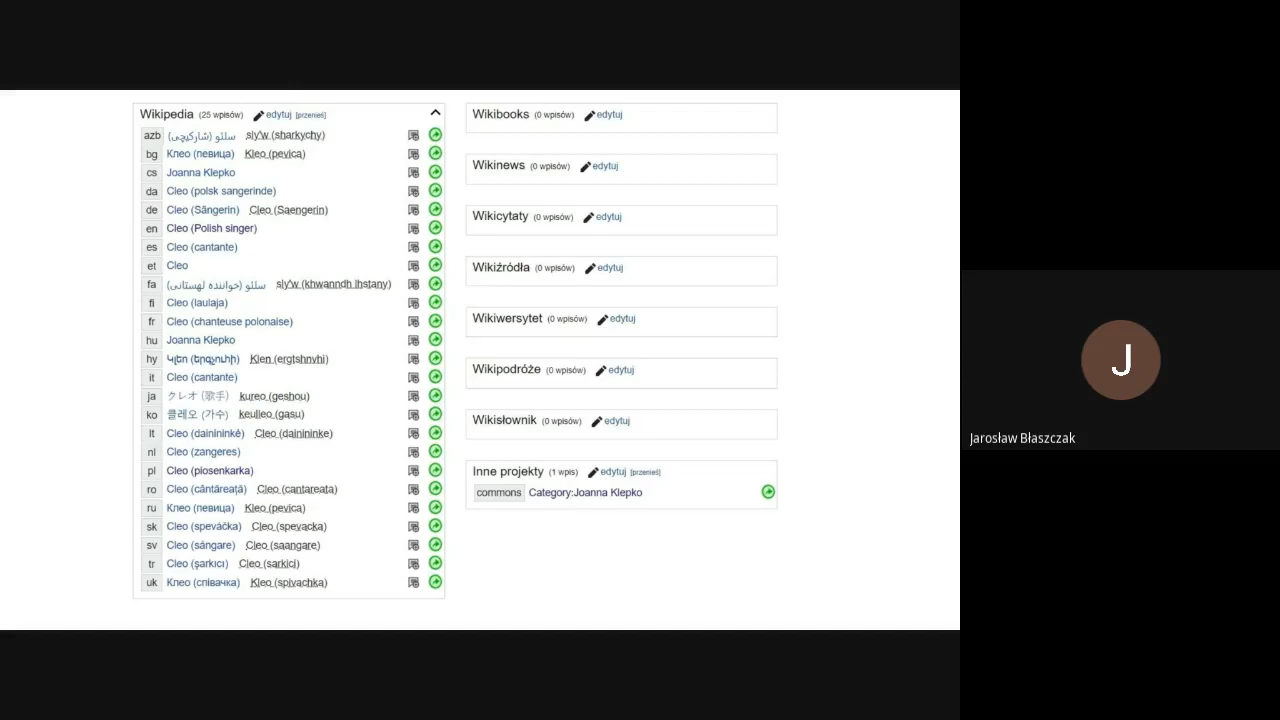 Wikipedia (25 wpisów) edytuj [przenieś]
azb سلئو (شارکیچی) sly'w (sharkychy)
bg Клео (певица) Kleo (pevica)
cs Joanna Klepko
da Cleo (polsk sangerinde)
de Cleo (Sängerin) Cleo (Saengerin)
en Cleo (Polish singer)
es Cleo (cantante)
et Cleo
fa سلئو (خواننده لهستانی) sly'w (khwanndh lhstany)
fi Cleo (laulaja)
fr Cleo (chanteuse polonaise)
hu Joanna Klepko
hy Կլեո (երգչուհի) Klen (ergtshnvhi)
it Cleo (cantante)
ja クレオ (歌手) kureo (geshou)
ko 클레오 (가수) keulleo (gasu)
lt Cleo (dainininkė) Cleo (dainininke)
nl Cleo (zangeres)
pl Cleo (piosenkarka)
ro Cleo (cântăreață) Cleo (cantareata)
ru Клео (певица) Kleo (pevica)
sk Cleo (speváčka) Cleo (spevacka)
sv Cleo (sångare) Cleo (saangare)
tr Cleo (şarkıcı) Cleo (sarkici)
uk Клео (співачка) Kleo (spivachka)
Wikibooks (0 wpisów) edytuj
Wikinews (0 wpisów) edytuj
Wikicytaty (0 wpisów) edytuj
Wikiźródła (0 wpisów) edytuj
Wikiwersytet (0 wpisów) edytuj
Wikipodróże (0 wpisów) edytuj
Wikisłownik (0 wpisów) edytuj
Inne projekty (1 wpis) edytuj [przenieś]
commons Category:Joanna Klepko
J
Jarosław Błaszczak